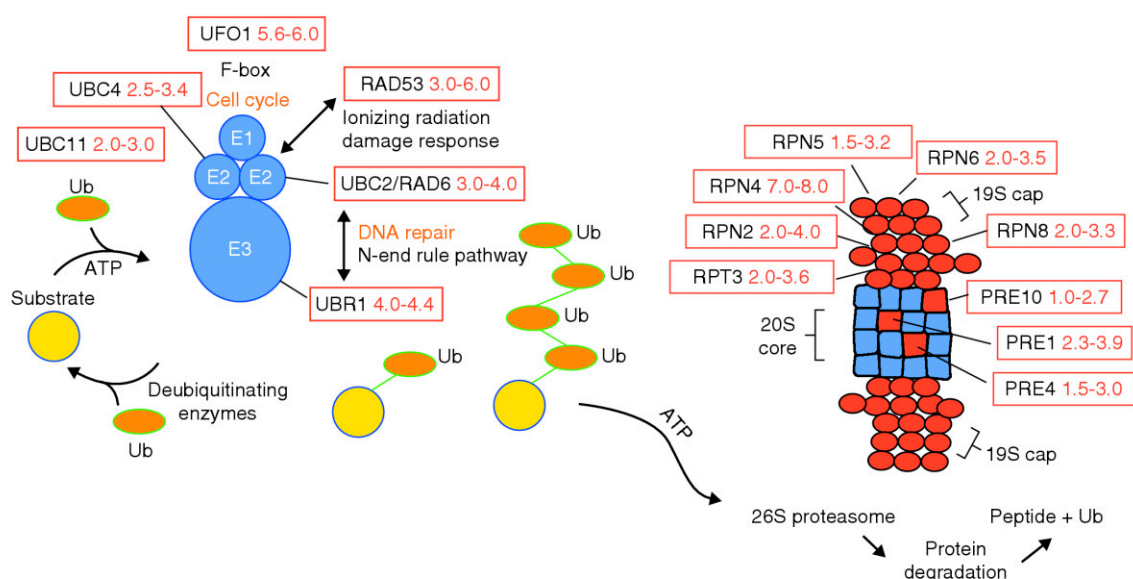 UFO1 5.6-6.0
F-box
UBC4 2.5-3.4
Cell cycle
RAD53 3.0-6.0
Ionizing radiation
damage response
UBC11 2.0-3.0
E1
E2
E2
UBC2/RAD6 3.0-4.0
Ub
ATP
E3
DNA repair
N-end rule pathway
UBR1 4.0-4.4
Substrate
Deubiquitinating
enzymes
Ub
Ub
Ub
Ub
Ub
Ub
ATP
RPN5 1.5-3.2
RPN6 2.0-3.5
RPN4 7.0-8.0
19S cap
RPN2 2.0-4.0
RPN8 2.0-3.3
RPT3 2.0-3.6
PRE10 1.0-2.7
20S
core
PRE1 2.3-3.9
PRE4 1.5-3.0
19S cap
26S proteasome
Peptide + Ub
Protein
degradation